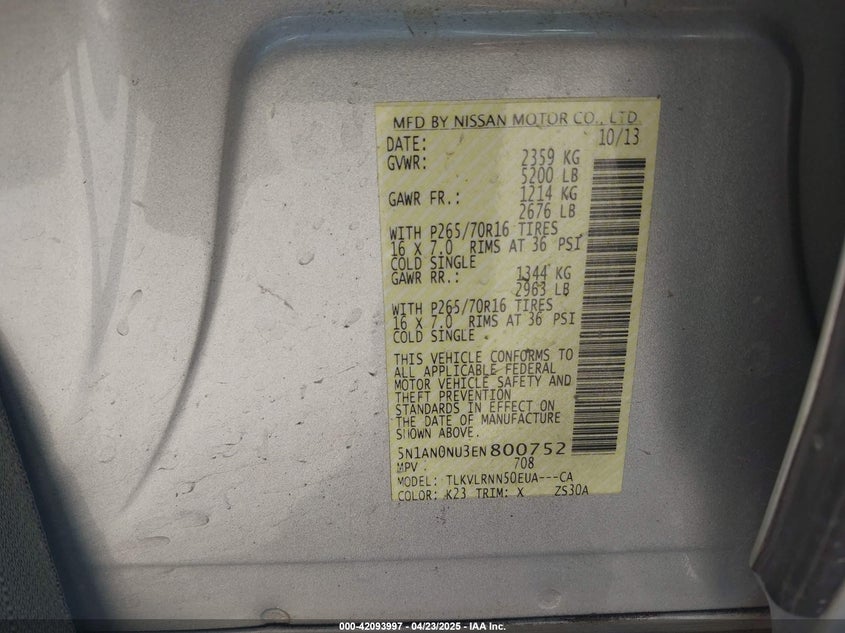 MFD BY NISSAN MOTOR CO., LTD.
DATE: 10/13
GVWR: 2359 KG
5200 LB
GAWR FR.: 1214 KG
2676 LB
WITH P265/70R16 TIRES
16 X 7.0 RIMS AT 36 PSI
COLD SINGLE
GAWR RR.: 1344 KG
2963 LB
WITH P265/70R16 TIRES
16 X 7.0 RIMS AT 36 PSI
COLD SINGLE
THIS VEHICLE CONFORMS TO
ALL APPLICABLE FEDERAL
MOTOR VEHICLE SAFETY AND
THEFT PREVENTION
STANDARDS IN EFFECT ON
THE DATE OF MANUFACTURE
SHOWN ABOVE.
5N1AN0NU3EN800752
MPV 708
MODEL: TLKVLRNN50EUA---CA
COLOR: K23 TRIM: X ZS30A
000-42093997 - 04/23/2025 - IAA Inc.